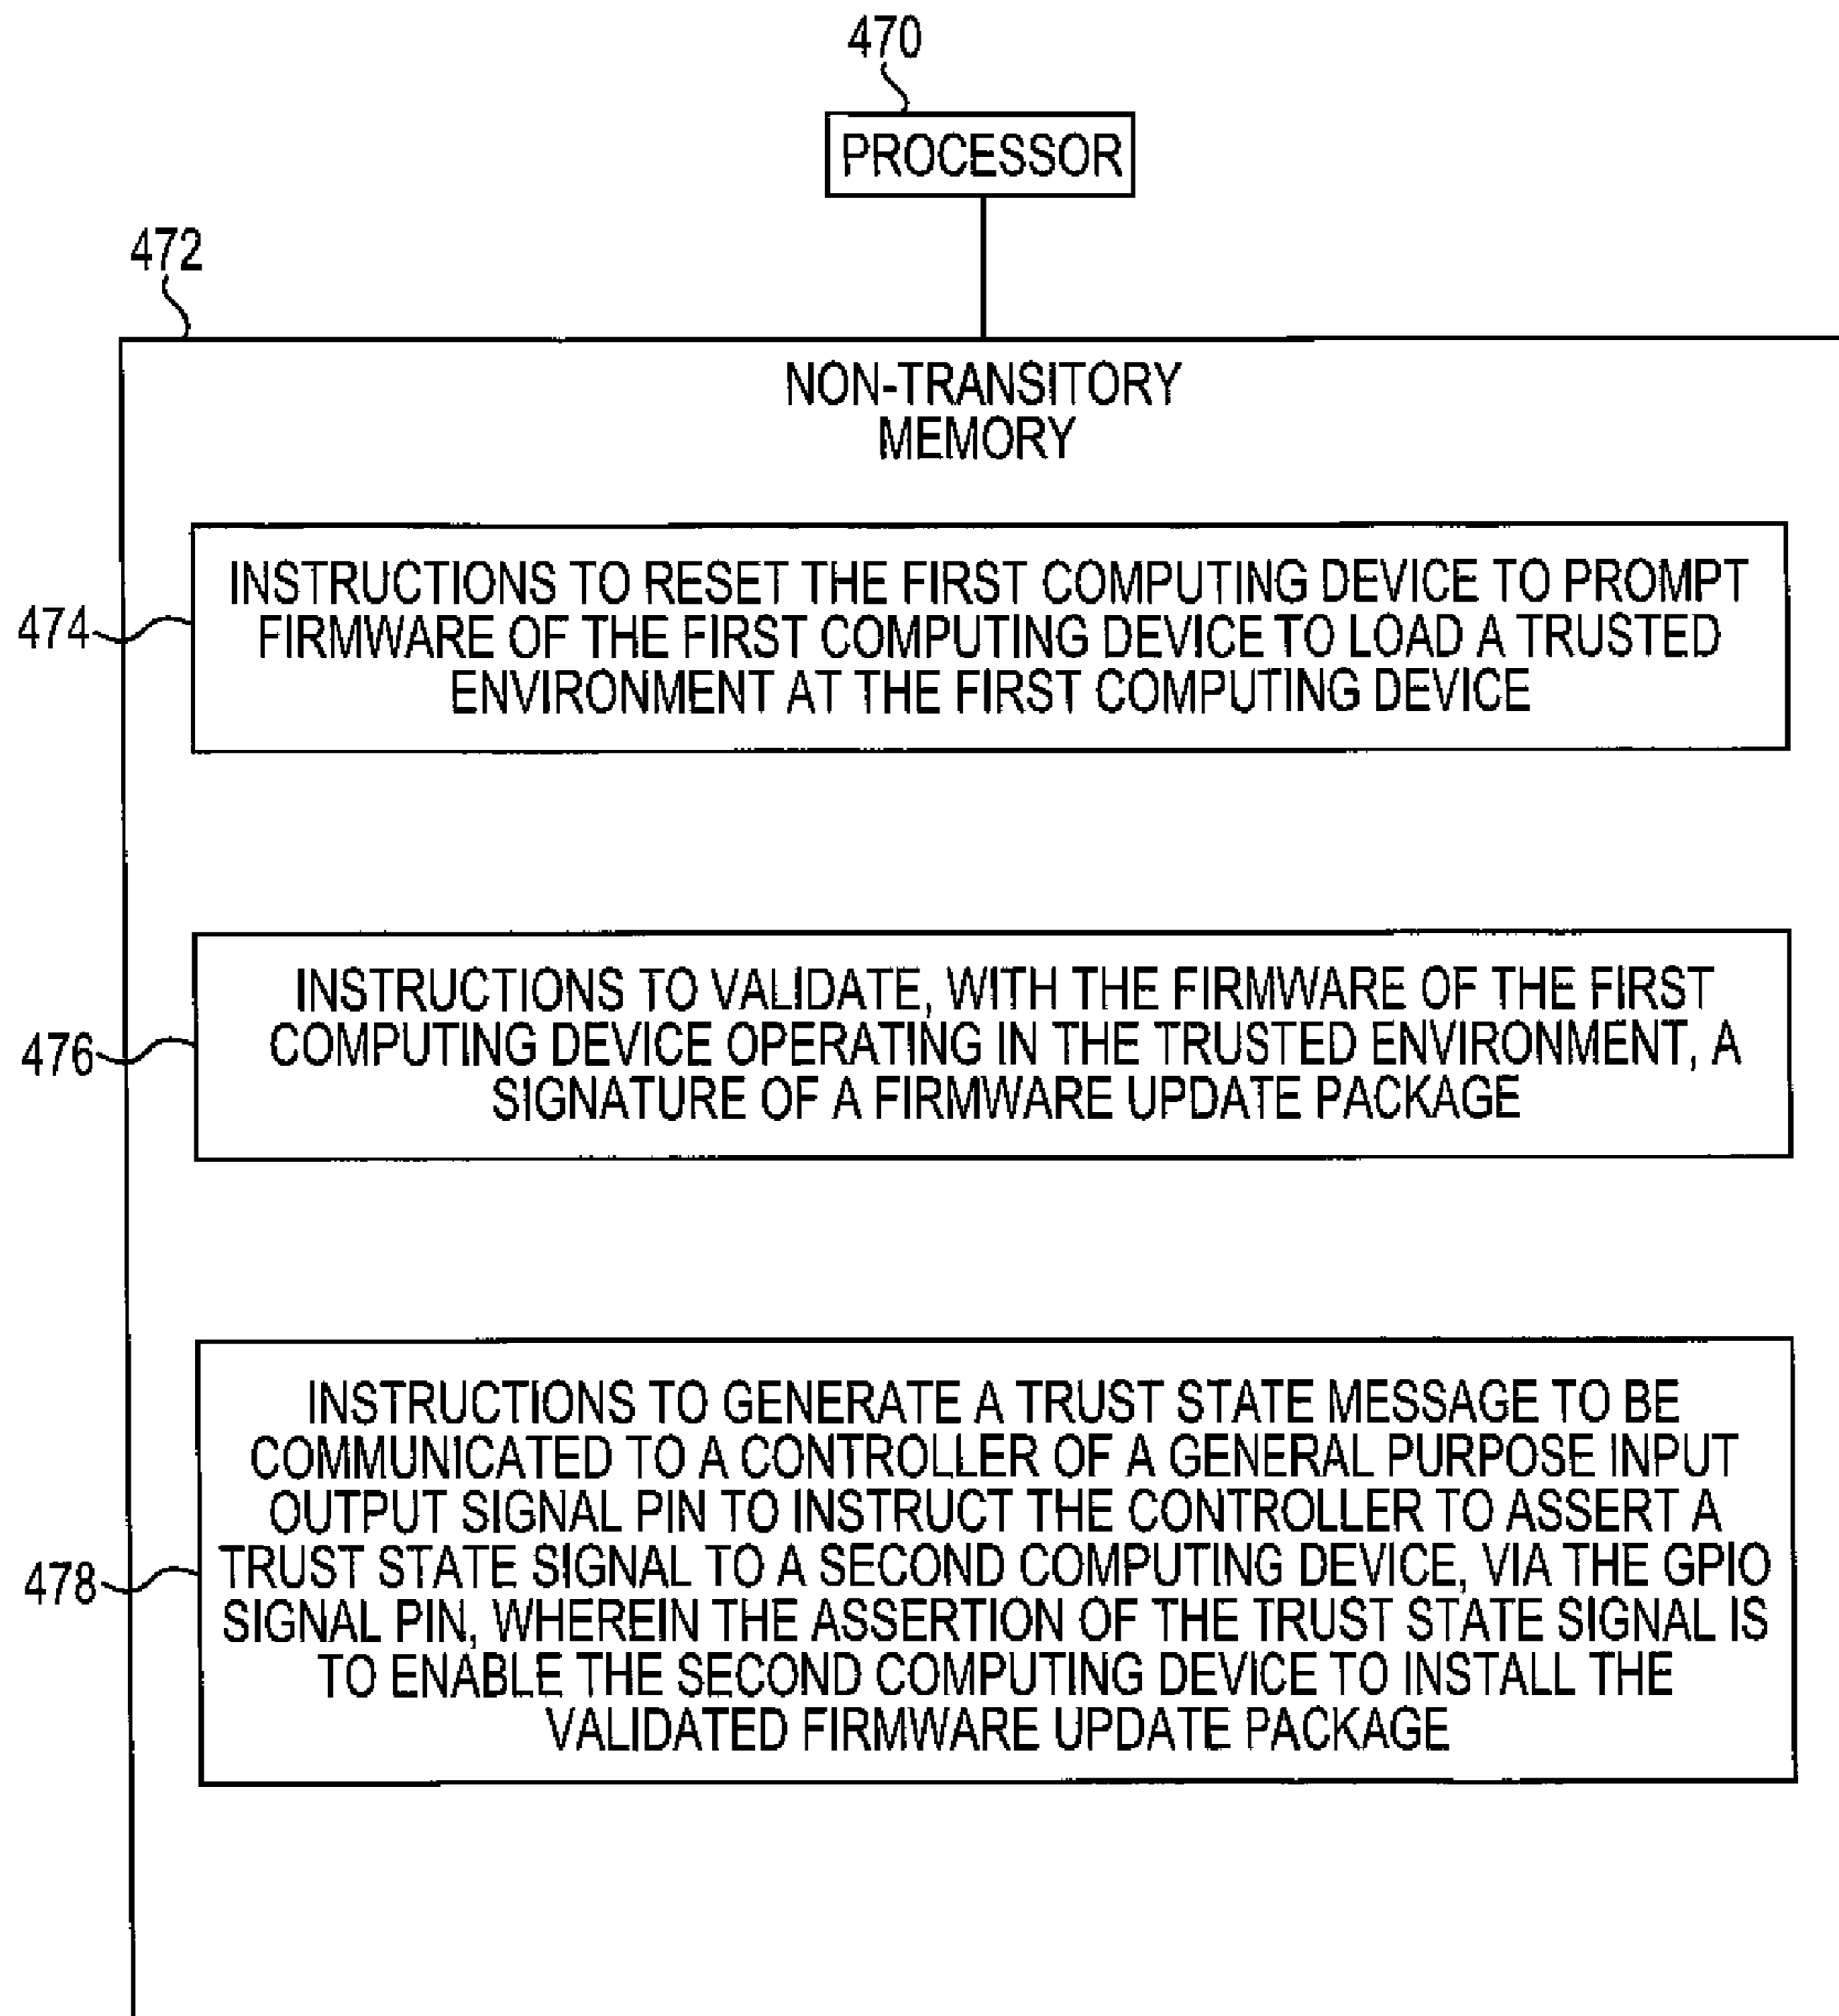 470
PROCESSOR
472
NON-TRANSITORY
MEMORY
474
INSTRUCTIONS TO RESET THE FIRST COMPUTING DEVICE TO PROMPT
FIRMWARE OF THE FIRST COMPUTING DEVICE TO LOAD A TRUSTED
ENVIRONMENT AT THE FIRST COMPUTING DEVICE
476
INSTRUCTIONS TO VALIDATE, WITH THE FIRMWARE OF THE FIRST
COMPUTING DEVICE OPERATING IN THE TRUSTED ENVIRONMENT, A
SIGNATURE OF A FIRMWARE UPDATE PACKAGE
478
INSTRUCTIONS TO GENERATE A TRUST STATE MESSAGE TO BE
COMMUNICATED TO A CONTROLLER OF A GENERAL PURPOSE INPUT
OUTPUT SIGNAL PIN TO INSTRUCT THE CONTROLLER TO ASSERT A
TRUST STATE SIGNAL TO A SECOND COMPUTING DEVICE, VIA THE GPIO
SIGNAL PIN, WHEREIN THE ASSERTION OF THE TRUST STATE SIGNAL IS
TO ENABLE THE SECOND COMPUTING DEVICE TO INSTALL THE
VALIDATED FIRMWARE UPDATE PACKAGE